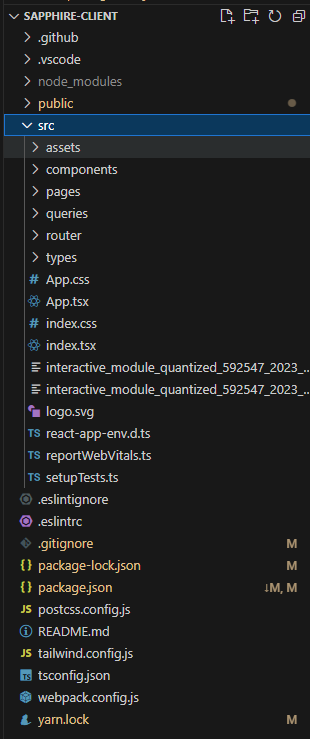 SAPPHIRE-CLIENT
.github
.vscode
node_modules
public
src
assets
components
pages
queries
router
types
# App.css
App.tsx
# index.css
index.tsx
interactive_module_quantized_592547_2023_...
interactive_module_quantized_592547_2023_...
logo.svg
TS react-app-env.d.ts
TS reportWebVitals.ts
TS setupTests.ts
.eslintignore
.eslintrc
.gitignore M
{} package-lock.json M
{} package.json ↓M, M
JS postcss.config.js
README.md
JS tailwind.config.js
tsconfig.json
webpack.config.js
yarn.lock M